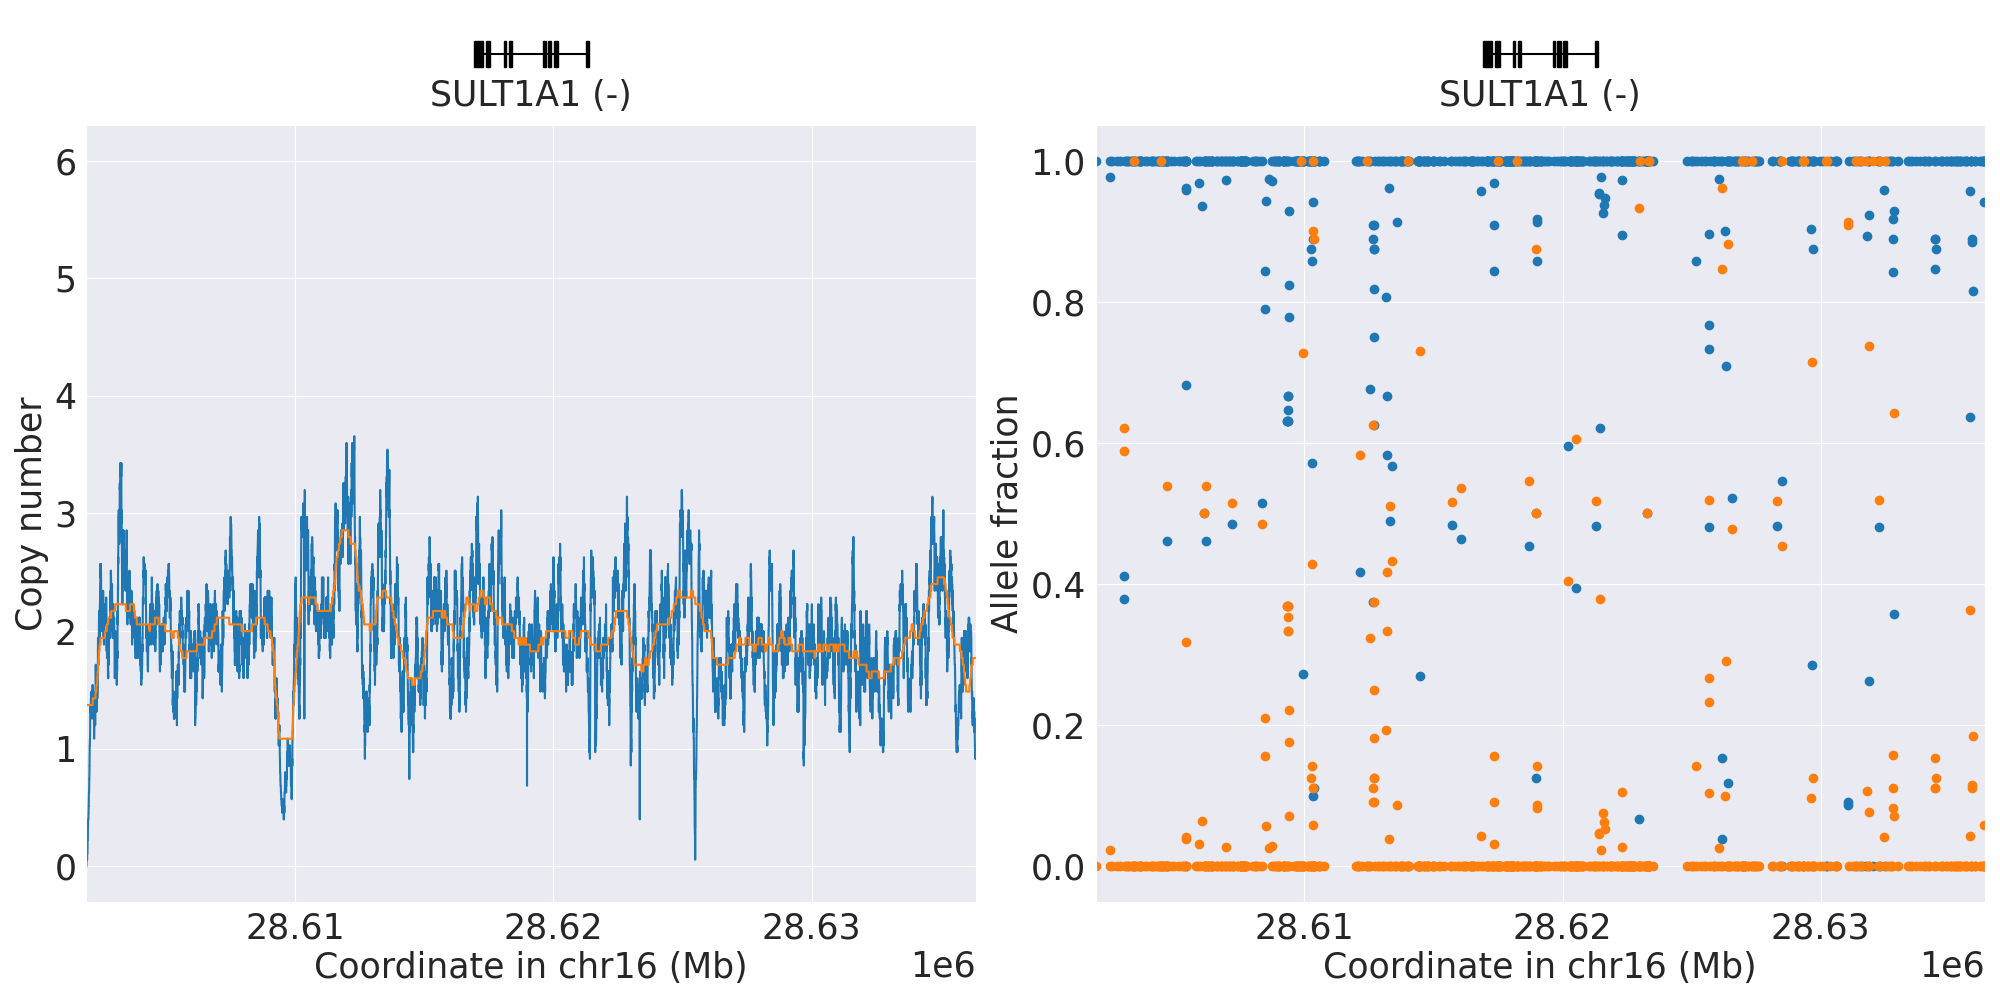 SULT1A1 (-)
Copy number
6
5
4
3
2
1
0
28.61
28.62
28.63
Coordinate in chr16 (Mb)
1e6
SULT1A1 (-)
Allele fraction
1.0
0.8
0.6
0.4
0.2
0.0
28.61
28.62
28.63
Coordinate in chr16 (Mb)
1e6